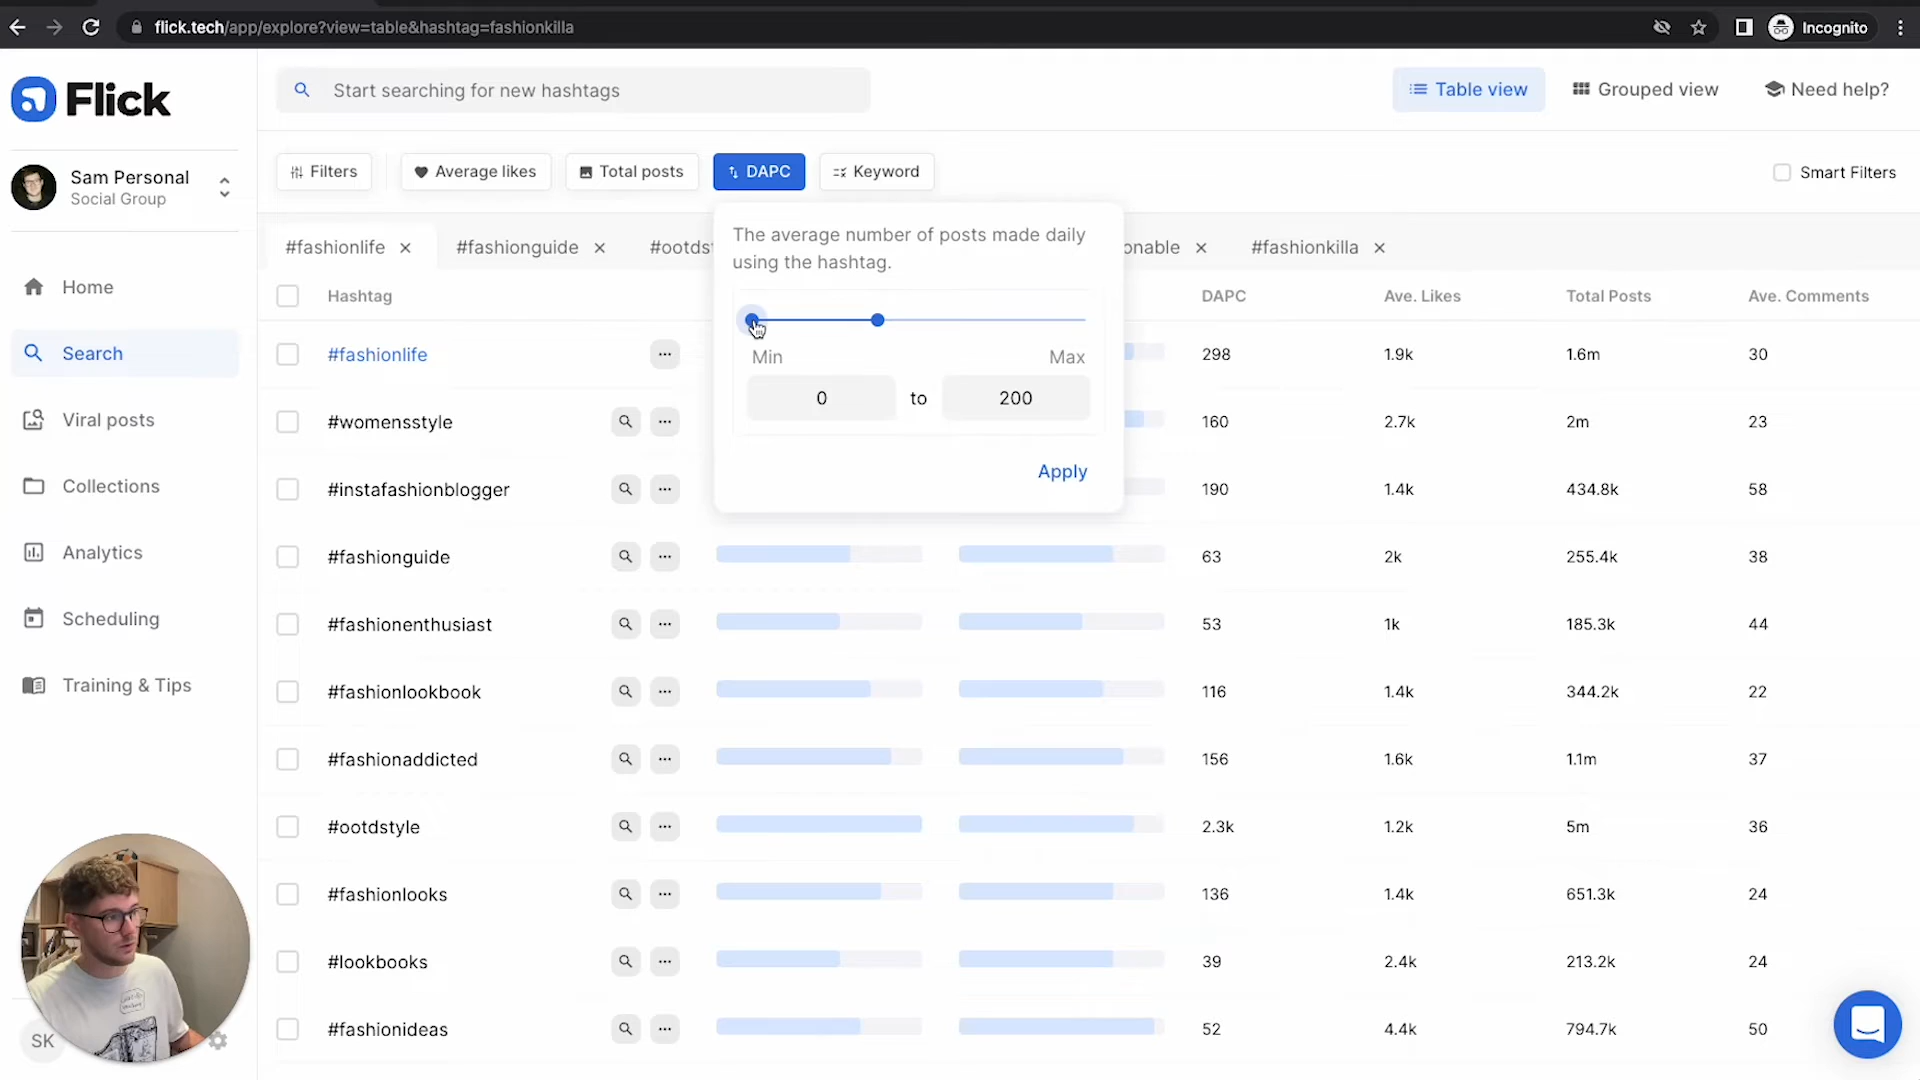 flick.tech/app/explore?view=table&hashtag=fashionkilla
Incognito
Flick
Start searching for new hashtags
Table view
Grouped view
Need help?
Sam Personal
Social Group
Filters
Average likes
Total posts
DAPC
Keyword
Smart Filters
#fashionlife
#fashionguide
#ootdst
onable
#fashionkilla
The average number of posts made daily
using the hashtag.
Min
Max
0 to 200
Apply
Home
Search
Viral posts
Collections
Analytics
Scheduling
Training & Tips
SK
Hashtag DAPC Ave. Likes Total Posts Ave. Comments
#fashionlife 298 1.9k 1.6m 30
#womensstyle 160 2.7k 2m 23
#instafashionblogger 190 1.4k 434.8k 58
#fashionguide 63 2k 255.4k 38
#fashionenthusiast 53 1k 185.3k 44
#fashionlookbook 116 1.4k 344.2k 22
#fashionaddicted 156 1.6k 1.1m 37
#ootdstyle 2.3k 1.2k 5m 36
#fashionlooks 136 1.4k 651.3k 24
#lookbooks 39 2.4k 213.2k 24
#fashionideas 52 4.4k 794.7k 50